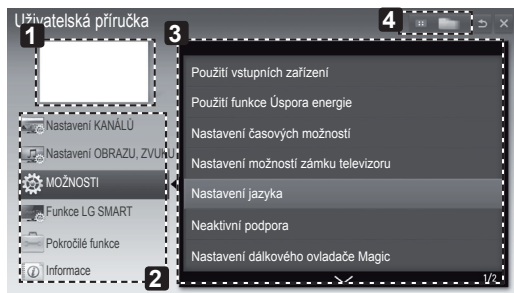 Uživatelská příručka
4
1
3
Použití vstupních zařízení
Použití funkce Úspora energie
Nastavení KANÁLŮ
Nastavení časových možností
Nastavení OBRAZU, ZVUKU
Nastavení možností zámku televizoru
MOŽNOSTI
Nastavení jazyka
Funkce LG SMART
Neaktivní podpora
Pokročilé funkce
Nastavení dálkového ovladače Magic
Informace
2
1/2